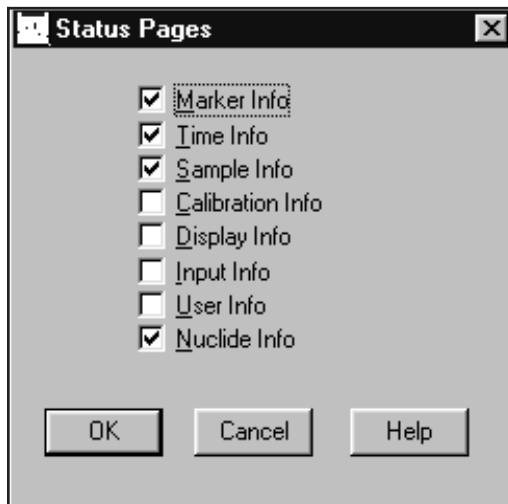 Status Pages
Marker Info
Time Info
Sample Info
Calibration Info
Display Info
Input Info
User Info
Nuclide Info
OK Cancel Help